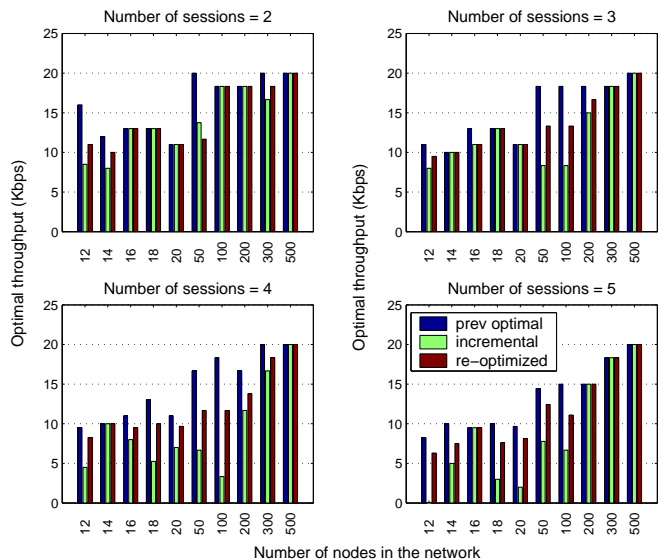 Number of sessions = 2
25
20
15
10
5
0
12 14 16 18 20 50 100 200 300 500
Number of sessions = 3
25
20
15
10
5
0
12 14 16 18 20 50 100 200 300 500
Optimal throughput (Kbps)
Optimal throughput (Kbps)
Number of sessions = 4
25
20
15
10
5
0
12 14 16 18 20 50 100 200 300 500
Number of sessions = 5
25
20
15
10
5
0
prev optimal
incremental
re-optimized
12 14 16 18 20 50 100 200 300 500
Number of nodes in the network